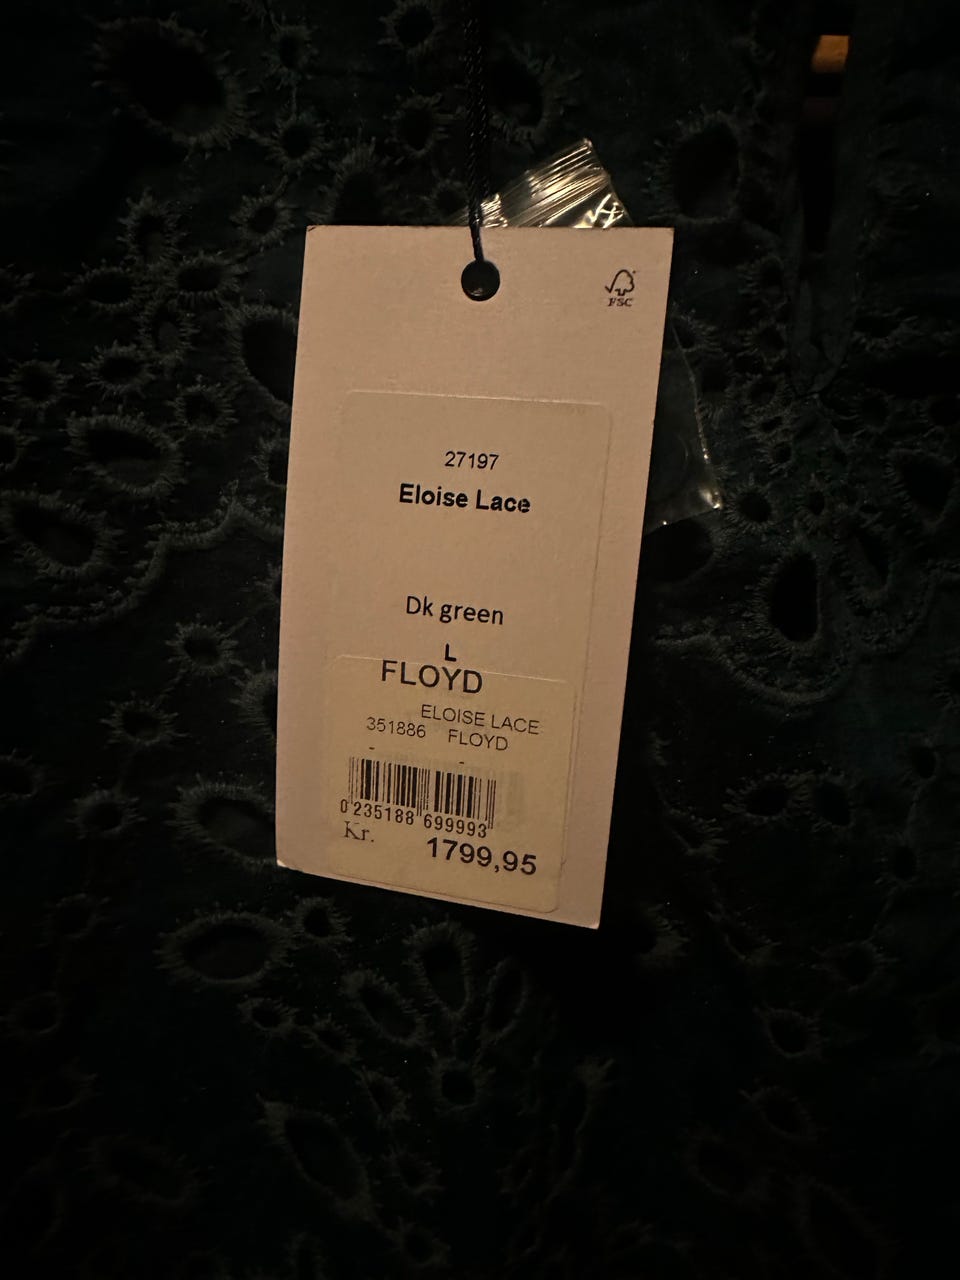 FSC
27197
Eloise Lace
Dk green
L
FLOYD
ELOISE LACE
351886 FLOYD
- -
0 235188 699993
Kr.
1799,95